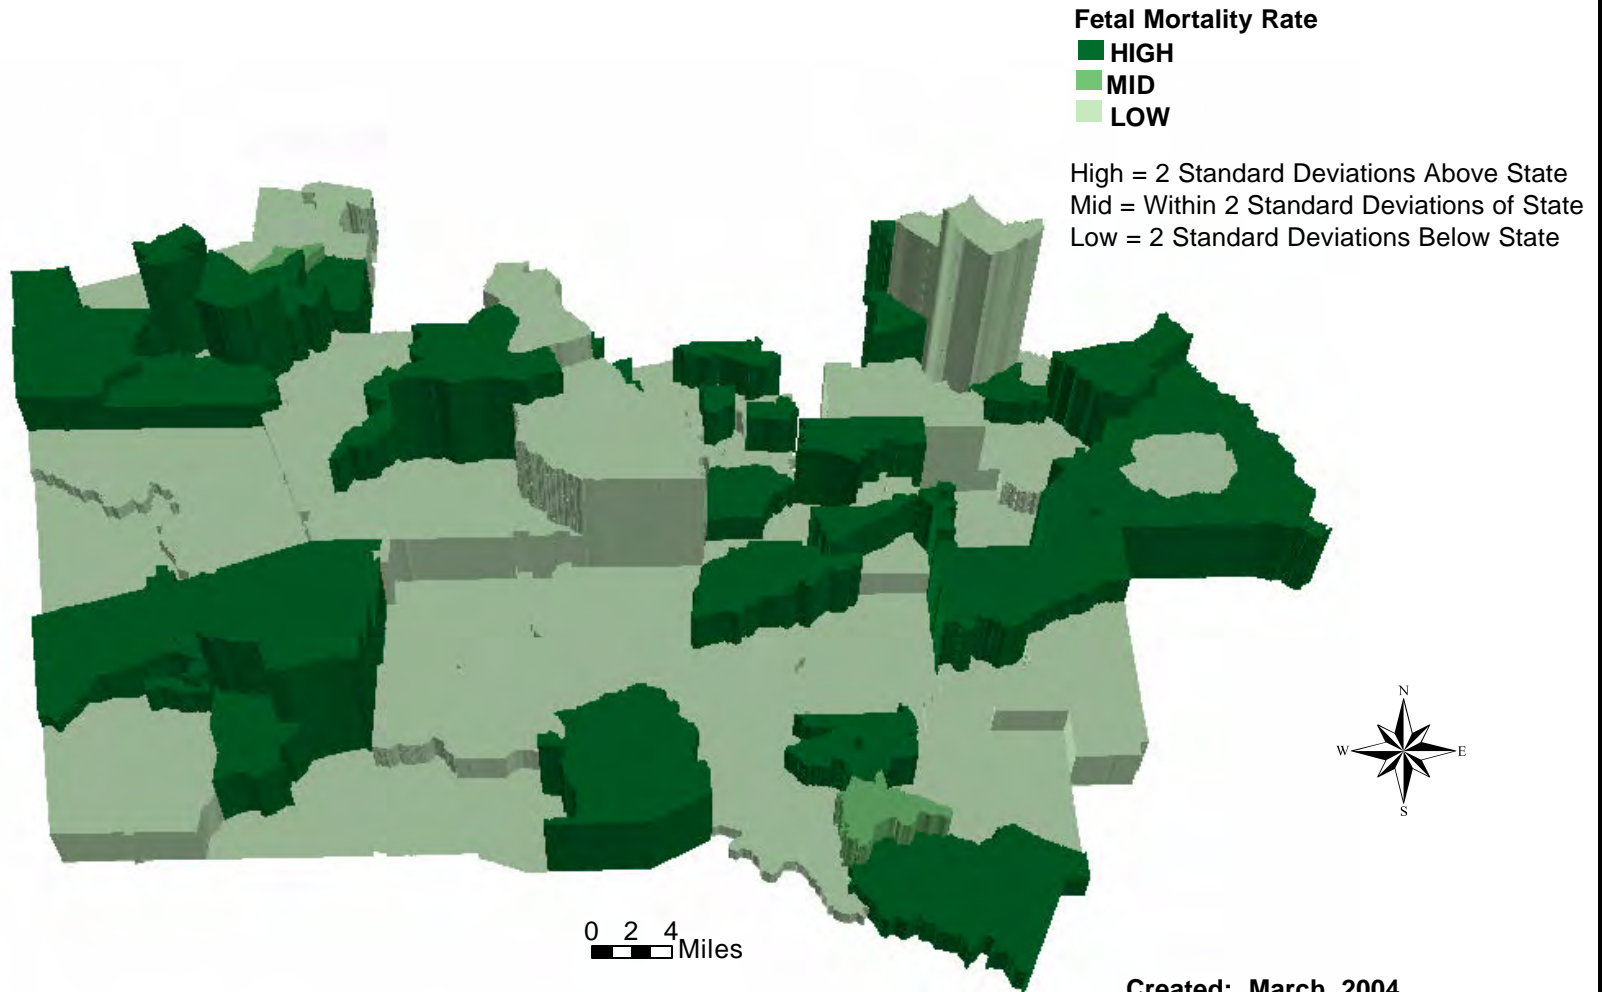 Fetal Mortality Rate
HIGH
MID
LOW
High = 2 Standard Deviations Above State
Mid = Within 2 Standard Deviations of State
Low = 2 Standard Deviations Below State
N
W E
S
0 2 4
Miles
Created: March, 2004